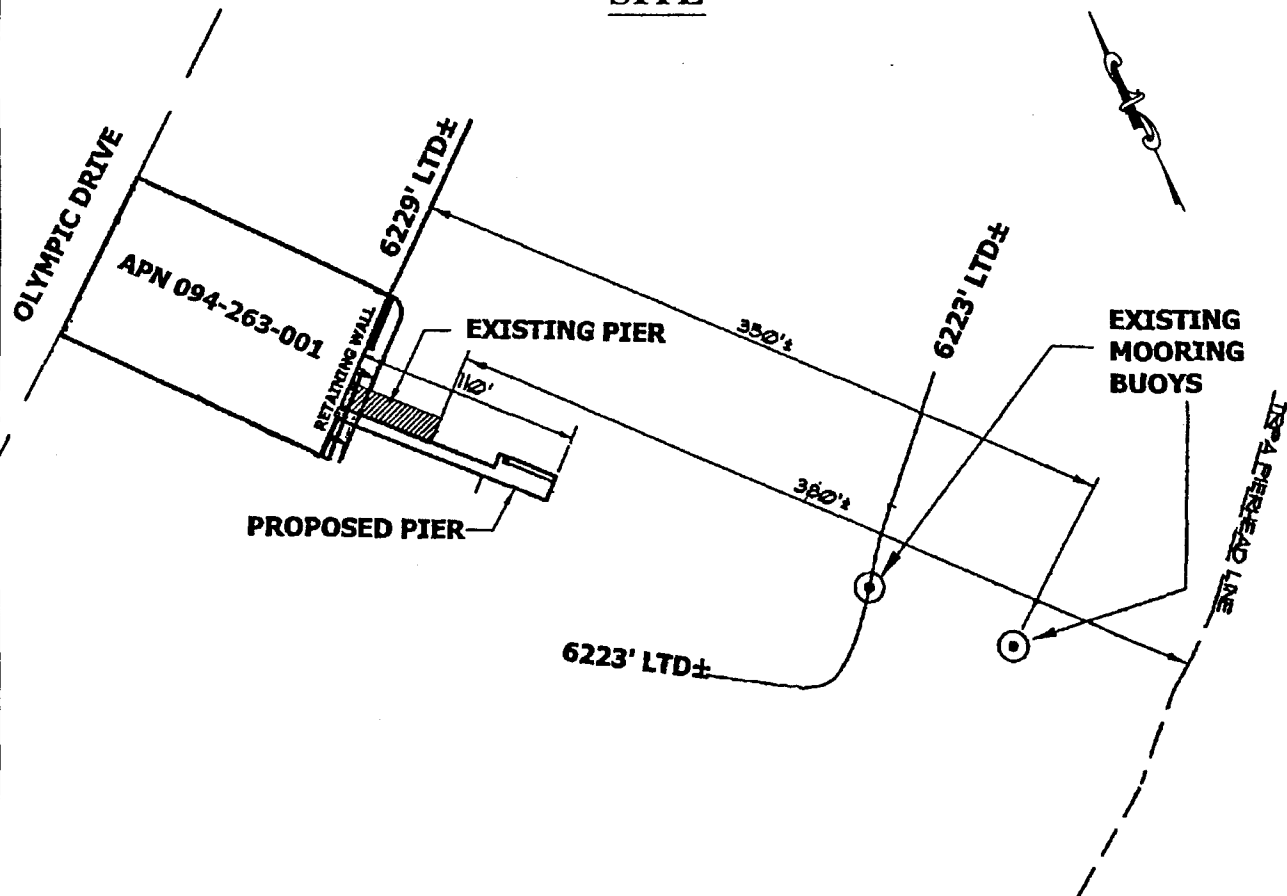 SITE
OLYMPIC DRIVE
APN 094-263-001
RETAINING WALL
6229' LTD±
EXISTING PIER
110'
350'±
380'±
6223' LTD±
EXISTING
MOORING
BUOYS
TRPA PIERHEAD LINE
PROPOSED PIER
6223' LTD±